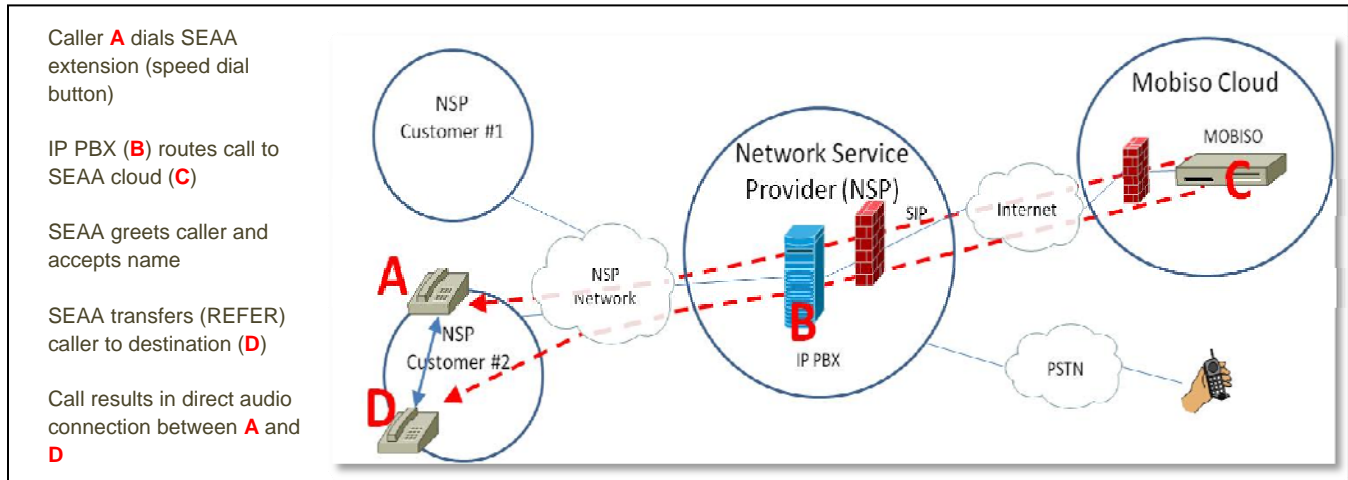 Caller A dials SEAA
extension (speed dial
button)
IP PBX (B) routes call to
SEAA cloud (C)
SEAA greets caller and
accepts name
SEAA transfers (REFER)
caller to destination (D)
Call results in direct audio
connection between A and
D
NSP
Customer #1
A
NSP
Network
NSP
Customer #2
D
Network Service
Provider (NSP)
SIP
B
IP PBX
Internet
Mobiso Cloud
MOBISO
C
PSTN